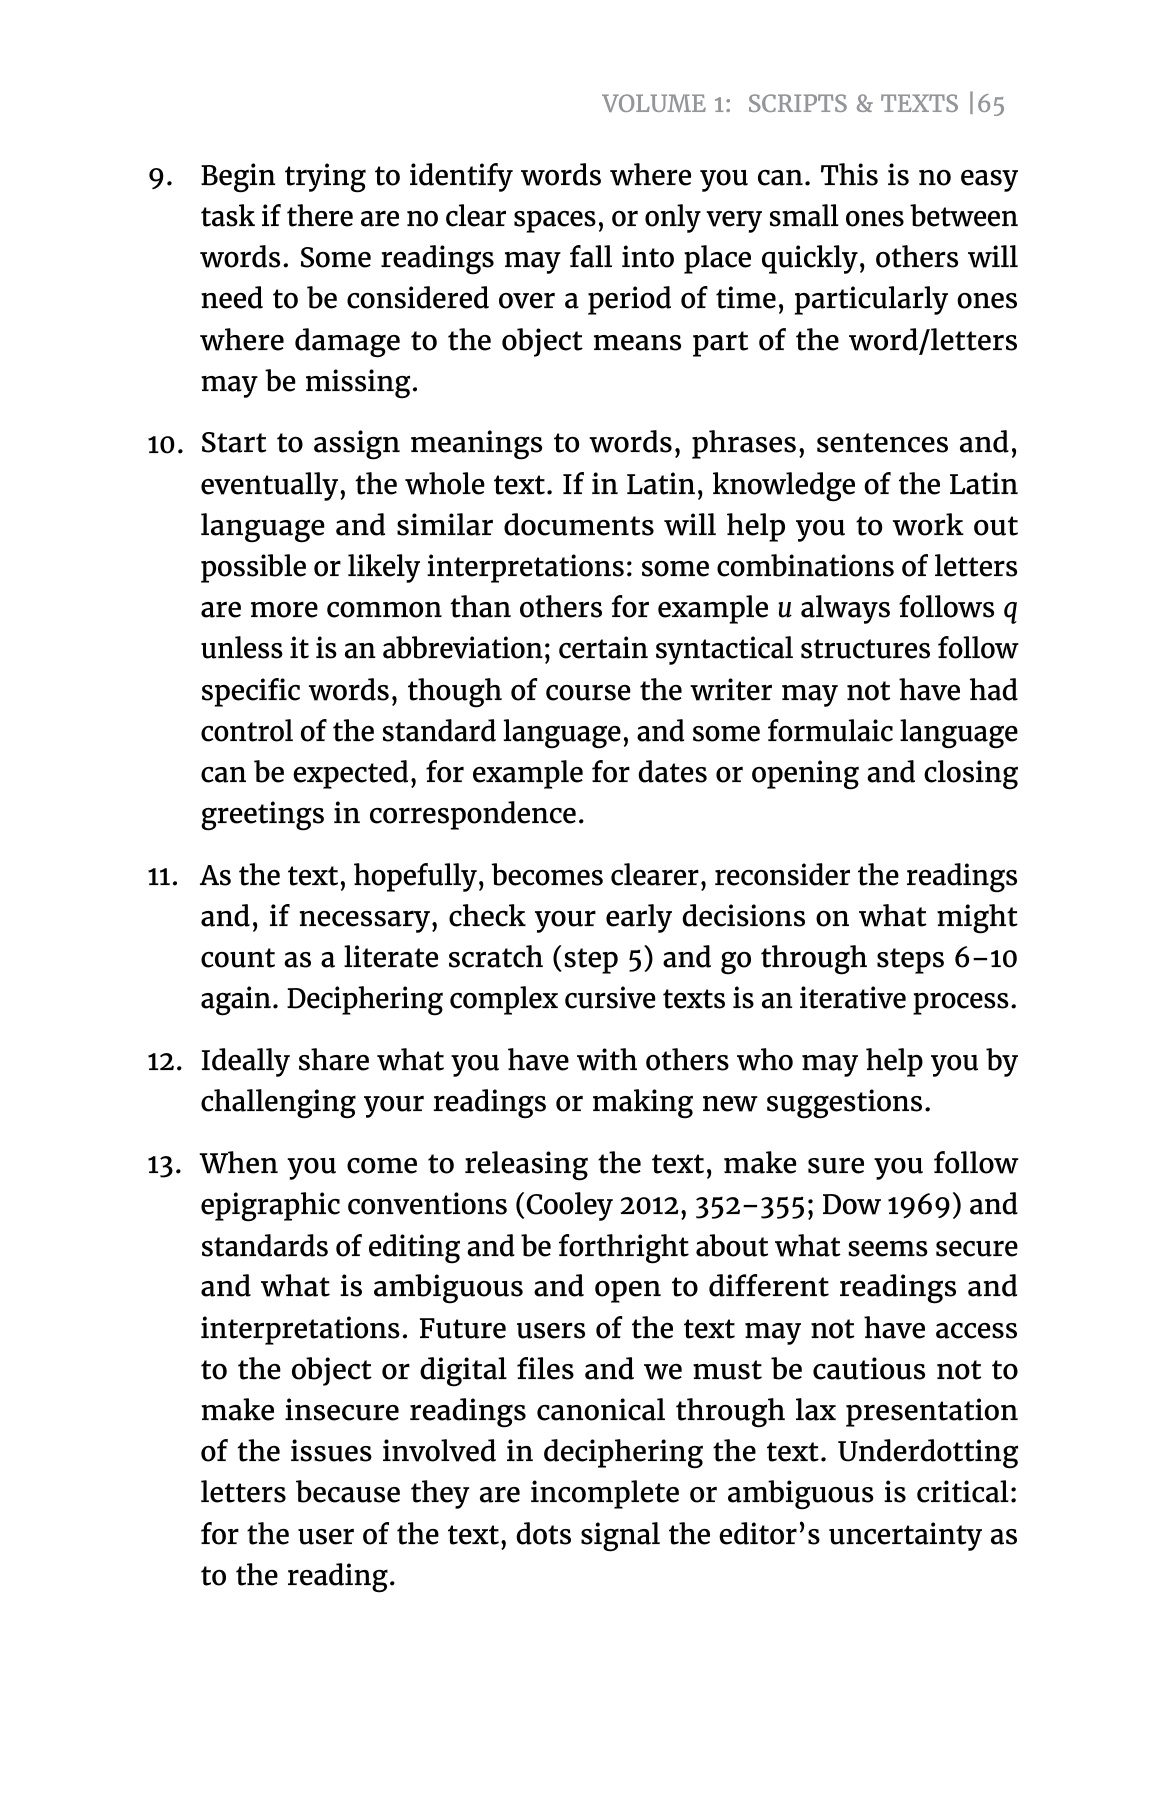 VOLUME 1: SCRIPTS & TEXTS |65
9. Begin trying to identify words where you can. This is no easy
task if there are no clear spaces, or only very small ones between
words. Some readings may fall into place quickly, others will
need to be considered over a period of time, particularly ones
where damage to the object means part of the word/letters
may be missing.
10. Start to assign meanings to words, phrases, sentences and,
eventually, the whole text. If in Latin, knowledge of the Latin
language and similar documents will help you to work out
possible or likely interpretations: some combinations of letters
are more common than others for example u always follows q
unless it is an abbreviation; certain syntactical structures follow
specific words, though of course the writer may not have had
control of the standard language, and some formulaic language
can be expected, for example for dates or opening and closing
greetings in correspondence.
11. As the text, hopefully, becomes clearer, reconsider the readings
and, if necessary, check your early decisions on what might
count as a literate scratch (step 5) and go through steps 6–10
again. Deciphering complex cursive texts is an iterative process.
12. Ideally share what you have with others who may help you by
challenging your readings or making new suggestions.
13. When you come to releasing the text, make sure you follow
epigraphic conventions (Cooley 2012, 352–355; Dow 1969) and
standards of editing and be forthright about what seems secure
and what is ambiguous and open to different readings and
interpretations. Future users of the text may not have access
to the object or digital files and we must be cautious not to
make insecure readings canonical through lax presentation
of the issues involved in deciphering the text. Underdotting
letters because they are incomplete or ambiguous is critical:
for the user of the text, dots signal the editor’s uncertainty as
to the reading.